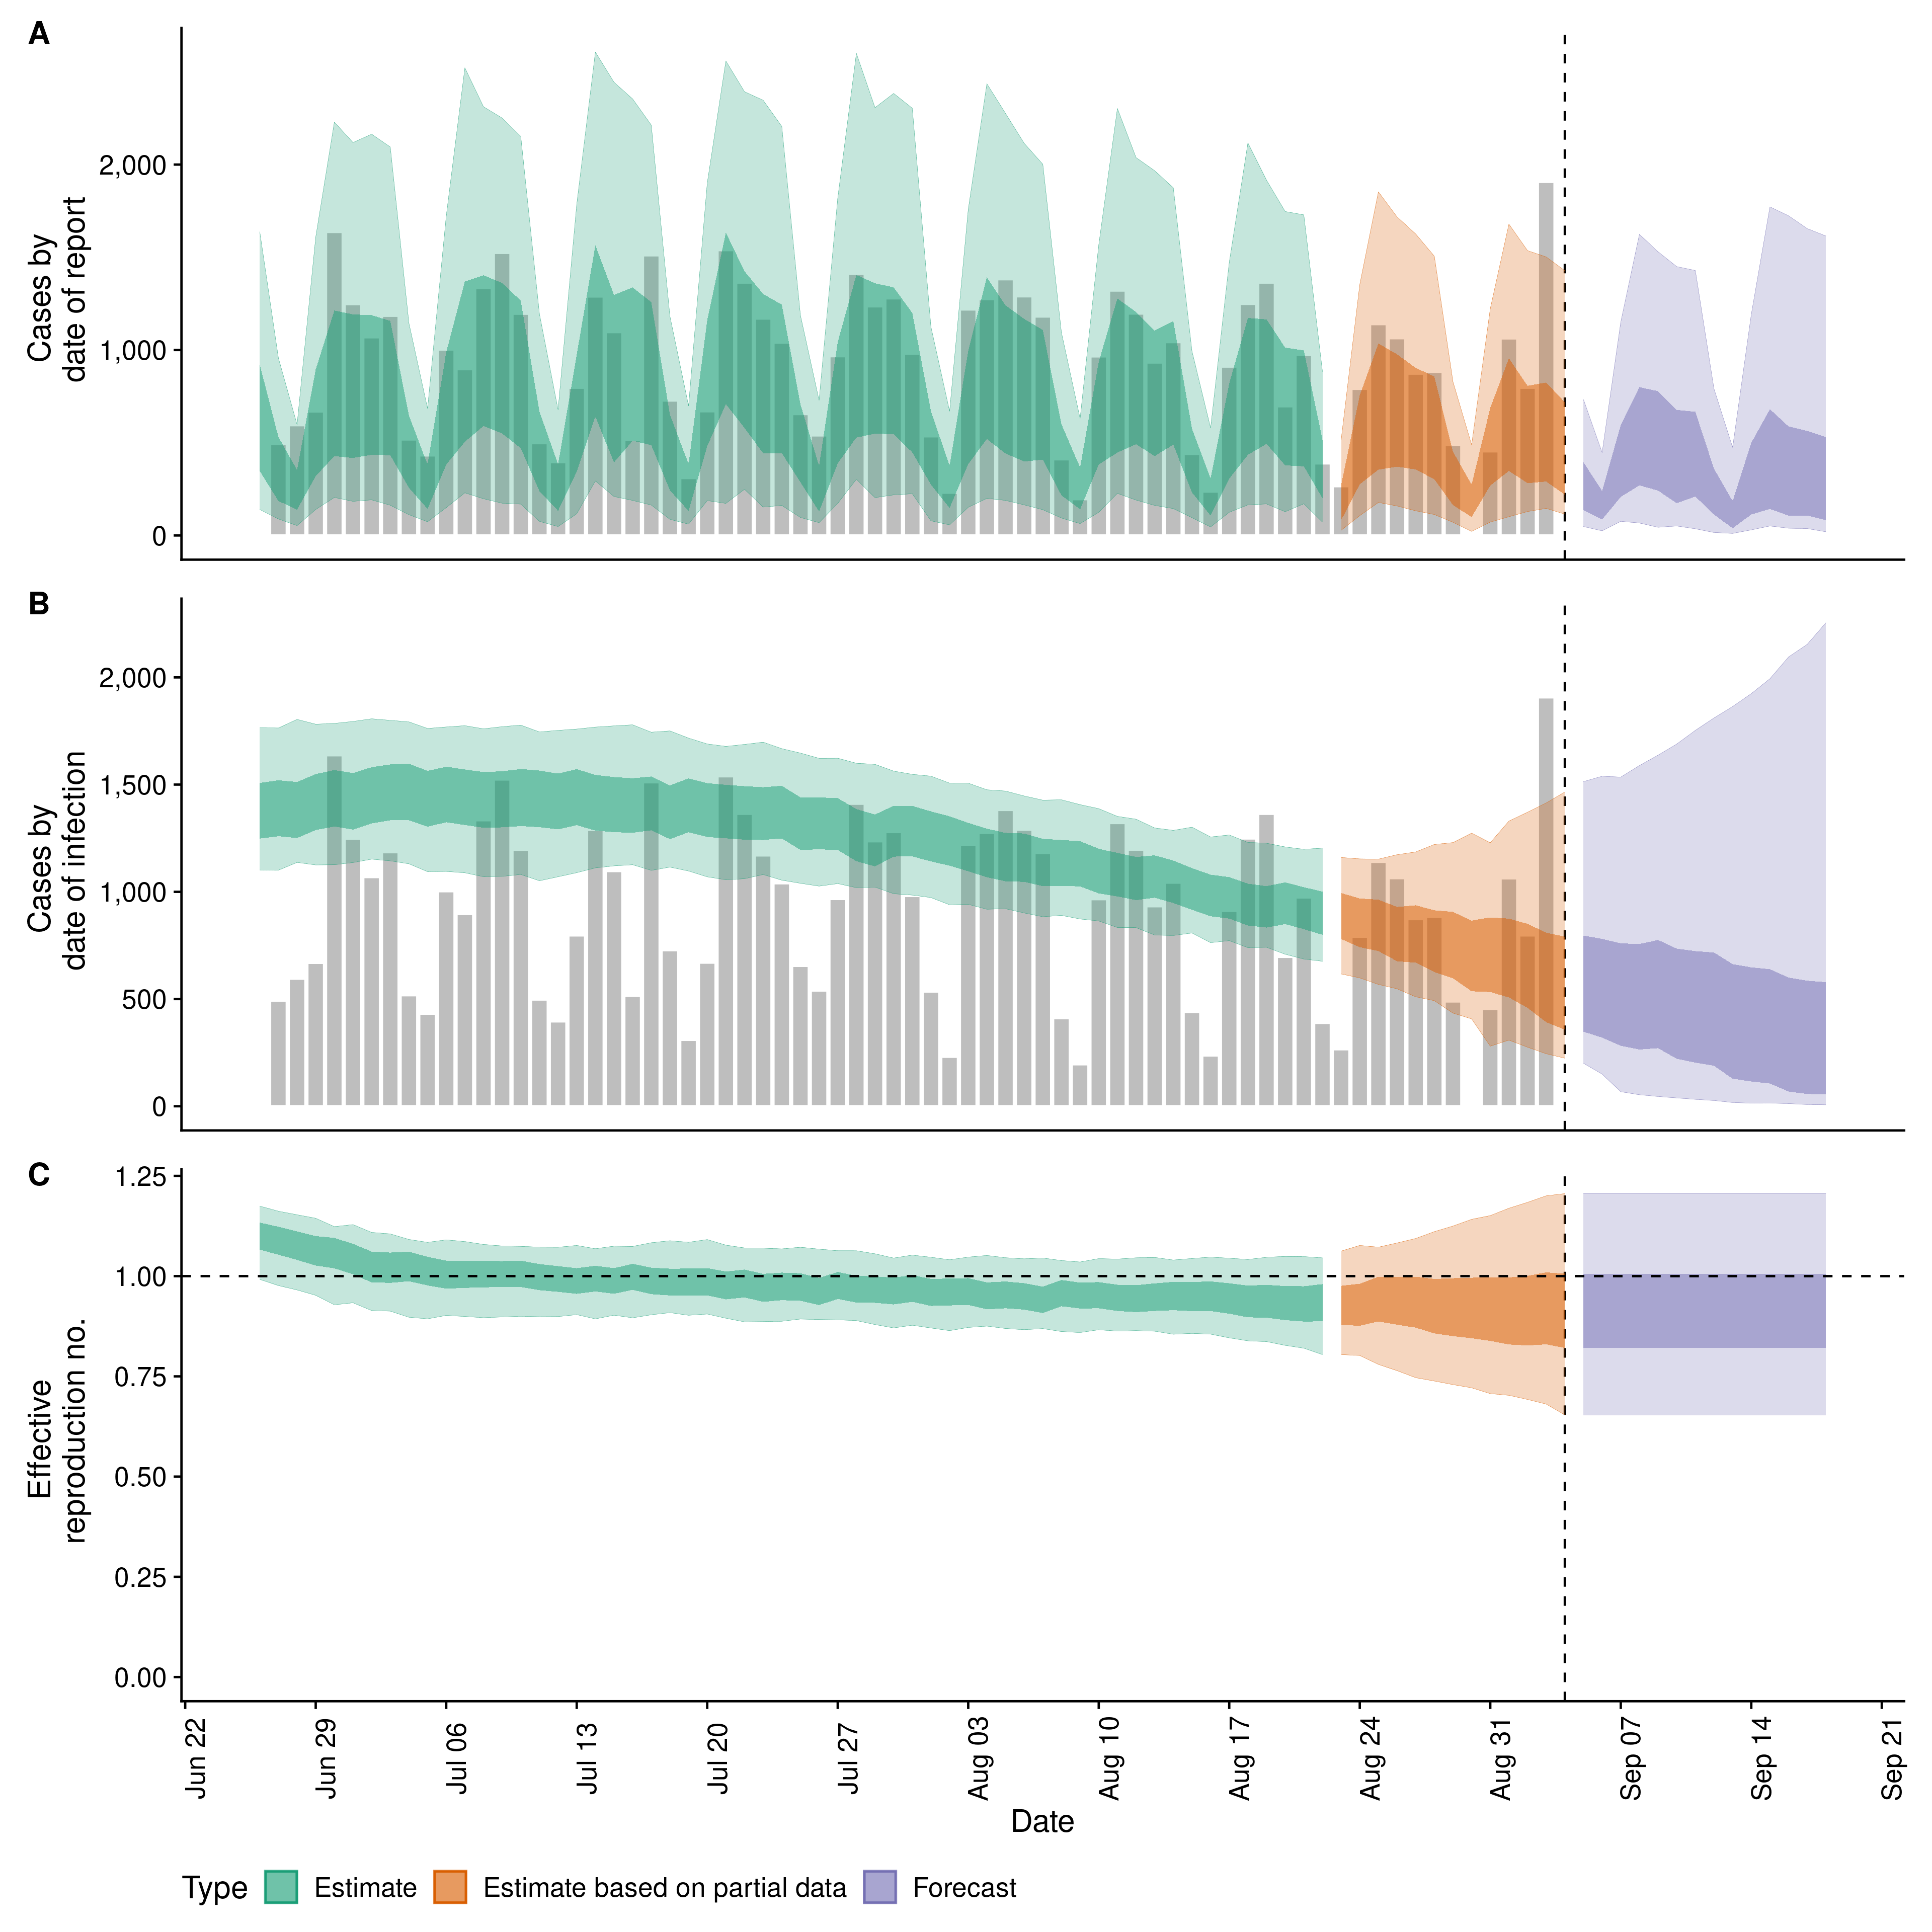 A
Cases by
date of report
2,000
1,000
0
B
Cases by
date of infection
2,000
1,500
1,000
500
0
C
Effective
reproduction no.
1.25
1.00
0.75
0.50
0.25
0.00
Jun 22
Jun 29
Jul 06
Jul 13
Jul 20
Jul 27
Aug 03
Aug 10
Aug 17
Aug 24
Aug 31
Sep 07
Sep 14
Sep 21
Date
Type Estimate Estimate based on partial data Forecast